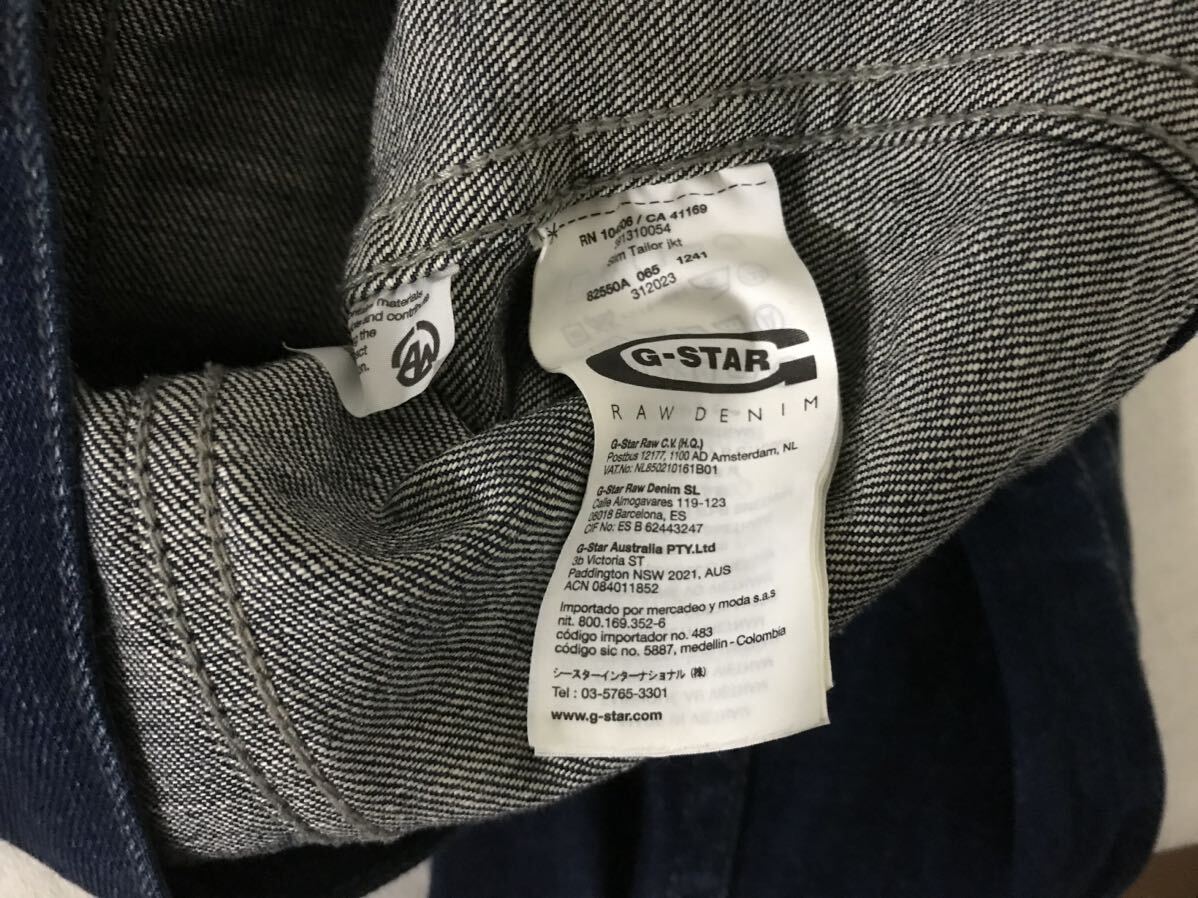 materials
and contribute
the
RN / CA 41169
Tailor jkt
82550A 065 1241
312023
G-STAR
RAW DENIM
G-Star Raw C.V. (H.Q.)
Postbus 12177, 1100 AD Amsterdam, NL
VAT.No: NL850210161B01
G-Star Raw Denim SL
Calle Almogavares 119-123
08018 Barcelona, ES
CIF No: ES B 62443247
G-Star Australia PTY.Ltd
3b Victoria ST
Paddington NSW 2021, AUS
ACN 084011852
Importado por mercadeo y moda s.a.s
nit. 800.169.352-6
código importador no. 483
código sic no. 5887, medellin - Colombia
シースターインターナショナル (株)
Tel : 03-5765-3301
www.g-star.com